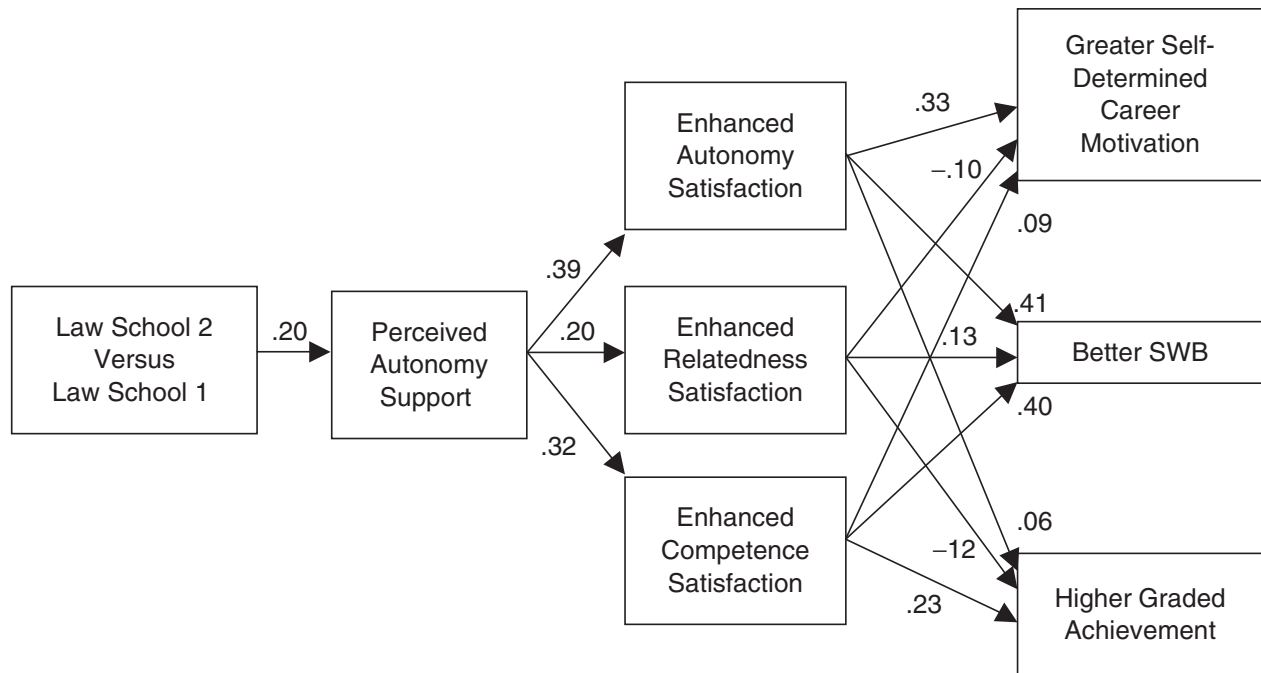 Law School 2
Versus
Law School 1
.20
Perceived
Autonomy
Support
.39
.20
.32
Enhanced
Autonomy
Satisfaction
Enhanced
Relatedness
Satisfaction
Enhanced
Competence
Satisfaction
.33
–.10
.09
.41
.13
.40
.06
–12
.23
Greater Self-
Determined
Career
Motivation
Better SWB
Higher Graded
Achievement